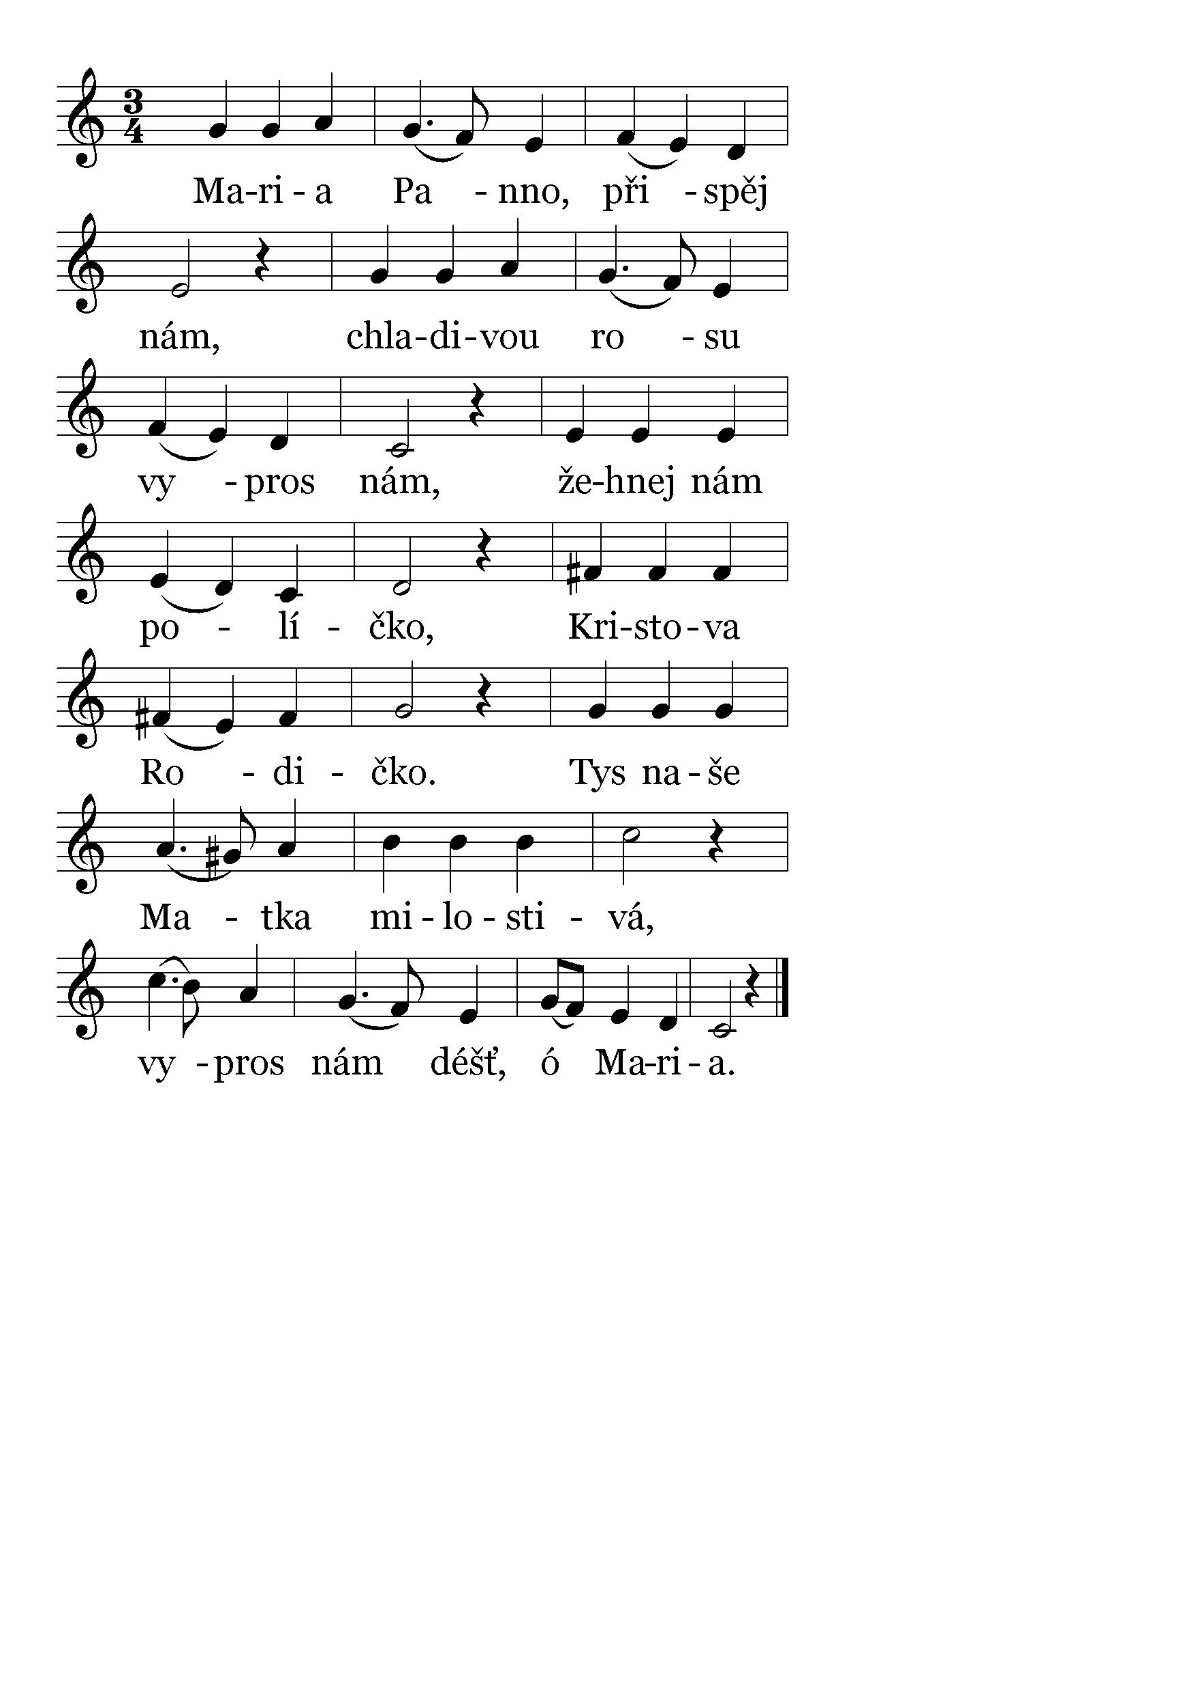 3
4
Ma-ri - a Pa - nno, při - spěj
nám, chla-di-vou ro - su
vy - pros nám, že-hnej nám
po - lí - čko, Kri-sto-va
Ro - di - čko. Tys na-še
Ma - tka mi-lo-sti - vá,
vy -pros nám déšť, ó Ma-ri-a.